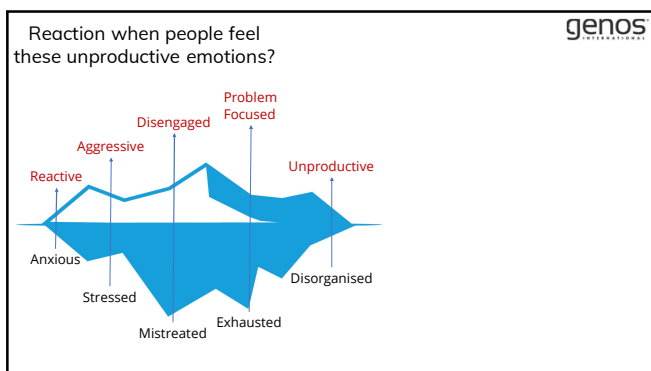 Reaction when people feel
these unproductive emotions?
genos
INTERNATIONAL
Problem
Focused
Disengaged
Aggressive
Unproductive
Reactive
Anxious
Disorganised
Stressed
Exhausted
Mistreated